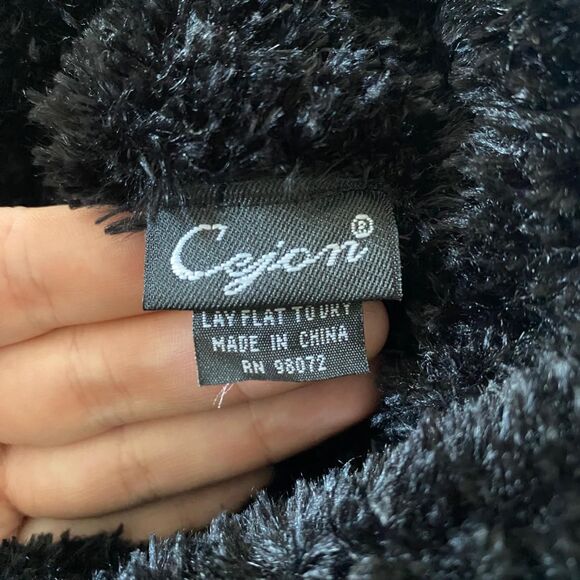 Cejon®
LAY FLAT TO DRY
MADE IN CHINA
RN 98072